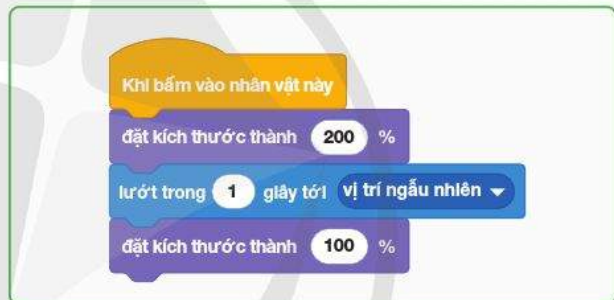 Khi bấm vào nhân vật này
đặt kích thước thành 200 %
lướt trong 1 giây tới vị trí ngẫu nhiên
đặt kích thước thành 100 %